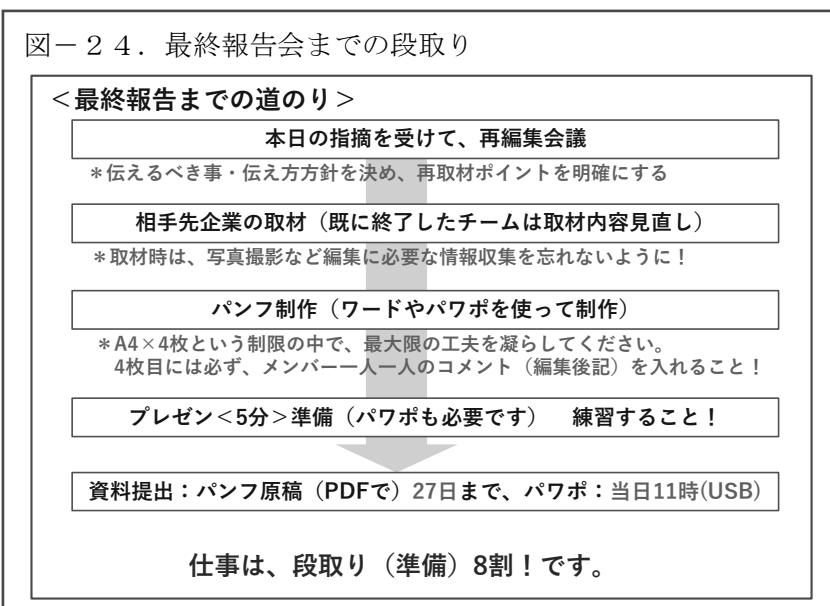 図－２４．最終報告会までの段取り
＜最終報告までの道のり＞
本日の指摘を受けて、再編集会議
＊伝えるべき事・伝え方方針を決め、再取材ポイントを明確にする
相手先企業の取材（既に終了したチームは取材内容見直し）
＊取材時は、写真撮影など編集に必要な情報収集を忘れないように！
パンフ制作（ワードやパワポを使って制作）
＊A4×4枚という制限の中で、最大限の工夫を凝らしてください。
4枚目には必ず、メンバー一人一人のコメント（編集後記）を入れること！
プレゼン＜5分＞準備（パワポも必要です）　練習すること！
資料提出：パンフ原稿（PDFで）27日まで、パワポ：当日11時(USB)
仕事は、段取り（準備）8割！です。